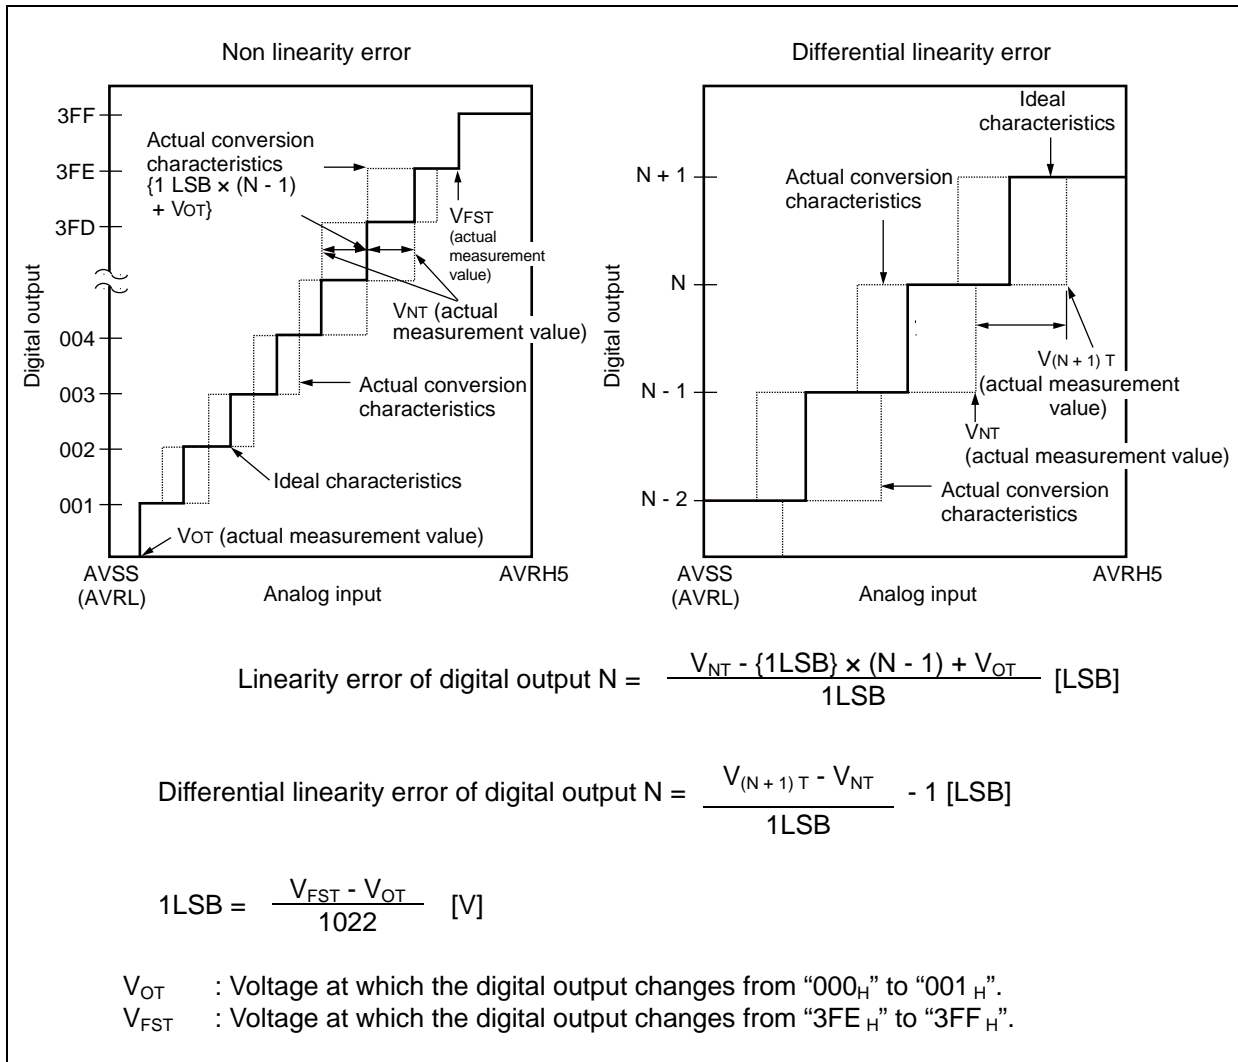 Non linearity error
3FF
3FE
3FD
004
003
002
001
Digital output
Actual conversion
characteristics
{1 LSB × (N - 1)
+ VOT}
VFST
(actual
measurement
value)
VNT (actual
measurement value)
Actual conversion
characteristics
Ideal characteristics
VOT (actual measurement value)
AVSS
(AVRL)
Analog input
AVRH5
Differential linearity error
N + 1
N
N - 1
N - 2
Digital output
Ideal
characteristics
Actual conversion
characteristics
V(N + 1) T
(actual measurement
value)
VNT
(actual measurement value)
Actual conversion
characteristics
AVSS
(AVRL)
Analog input
AVRH5
Linearity error of digital output N = VNT - {1LSB} × (N - 1) + VOT [LSB]
1LSB
Differential linearity error of digital output N = V(N + 1) T - VNT - 1 [LSB]
1LSB
1LSB = VFST - VOT [V]
1022
VOT : Voltage at which the digital output changes from “000H” to “001 H”.
VFST : Voltage at which the digital output changes from “3FE H” to “3FF H”.